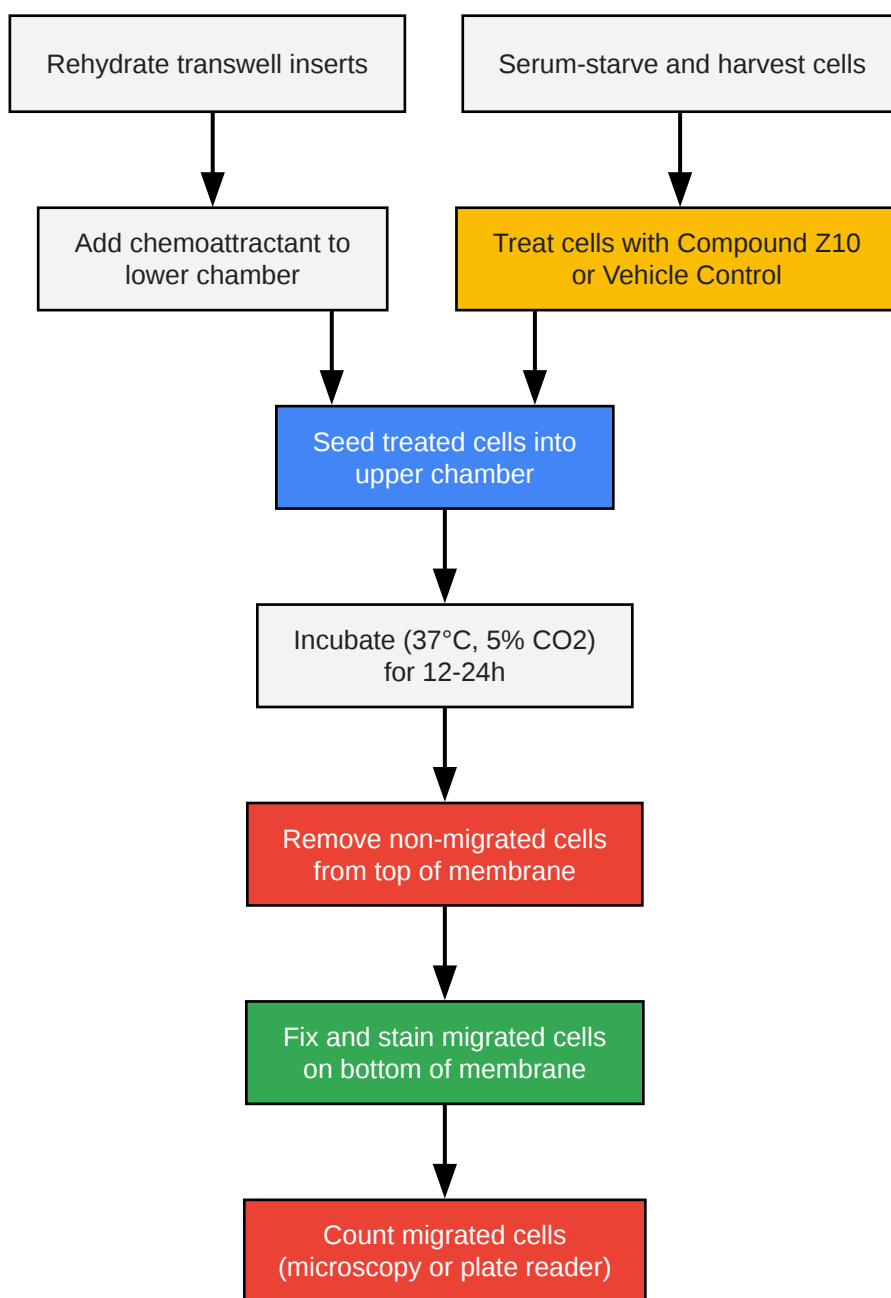 Rehydrate transwell inserts
Serum-starve and harvest cells
Add chemoattractant to
lower chamber
Treat cells with Compound Z10
or Vehicle Control
Seed treated cells into
upper chamber
Incubate (37°C, 5% CO2)
for 12-24h
Remove non-migrated cells
from top of membrane
Fix and stain migrated cells
on bottom of membrane
Count migrated cells
(microscopy or plate reader)